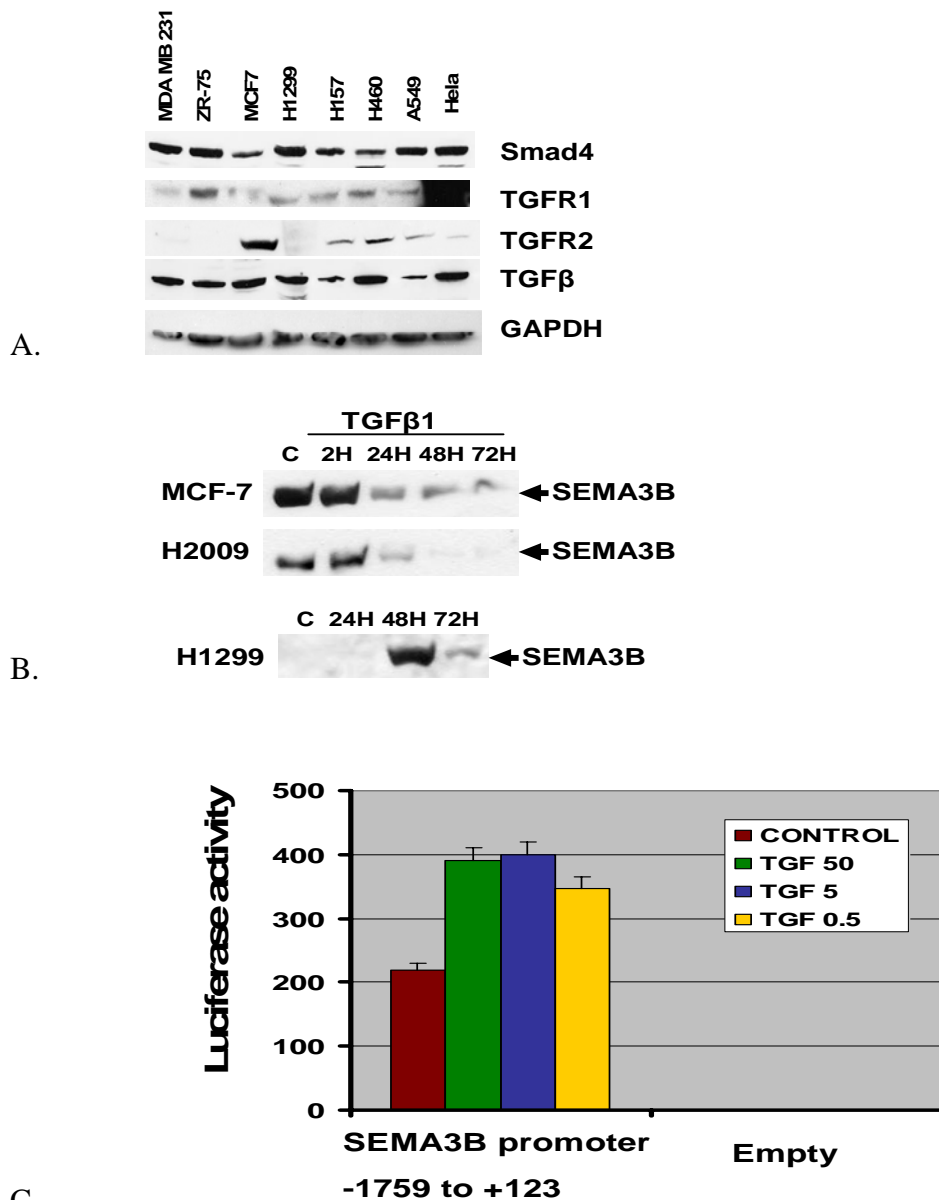 MDA MB 231
ZR-75
MCF7
H1299
H157
H460
A549
Hela
Smad4
TGFR1
TGFR2
TGFβ
GAPDH
A.
TGFβ1
C 2H 24H 48H 72H
MCF-7 SEMA3B
H2009 SEMA3B
C 24H 48H 72H
H1299 SEMA3B
B.
Luciferase activity
500
400
300
200
100
0
CONTROL
TGF 50
TGF 5
TGF 0.5
SEMA3B promoter
-1759 to +123
Empty
C.